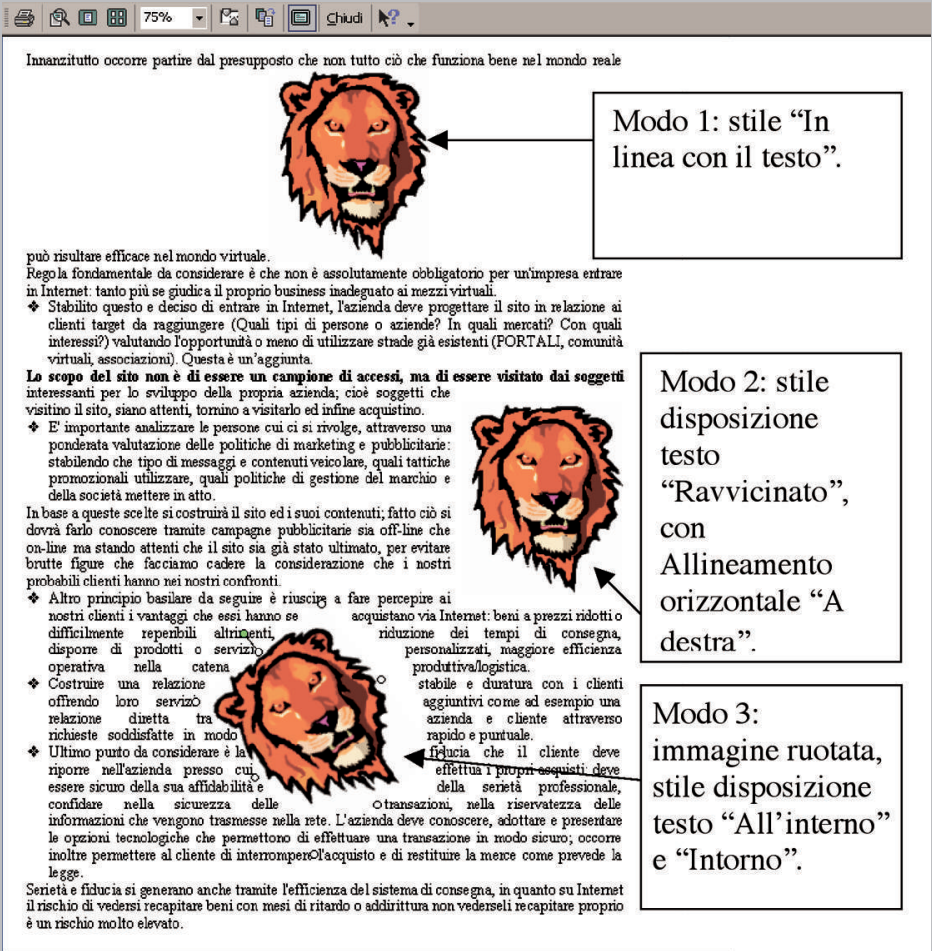 75%
Chiudi
Innanzitutto occorre partire dal presupposto che non tutto ciò che funziona bene nel mondo reale
Modo 1: stile “In
linea con il testo”.
può risultare efficace nel mondo virtuale.
Regola fondamentale da considerare è che non è assolutamente obbligatorio per un'impresa entrare
in Internet: tanto più se giudica il proprio business inadeguato ai mezzi virtuali.
❖ Stabilito questo e deciso di entrare in Internet, l'azienda deve progettare il sito in relazione ai
clienti target da raggiungere (Quali tipi di persone o aziende? In quali mercati? Con quali
interessi?) valutando l'opportunità o meno di utilizzare strade già esistenti (PORTALI, comunità
virtuali, associazioni). Questa è un’aggiunta.
Lo scopo del sito non è di essere un campione di accessi, ma di essere visitato dai soggetti
interessanti per lo sviluppo della propria azienda; cioè soggetti che
visitino il sito, siano attenti, tornino a visitarlo ed infine acquistino.
❖ E' importante analizzare le persone cui ci si rivolge, attraverso una
ponderata valutazione delle politiche di marketing e pubblicitarie:
stabilendo che tipo di messaggi e contenuti veicolare, quali tattiche
promozionali utilizzare, quali politiche di gestione del marchio e
della società mettere in atto.
In base a queste scelte si costruirà il sito ed i suoi contenuti; fatto ciò si
dovrà farlo conoscere tramite campagne pubblicitarie sia off-line che
on-line ma stando attenti che il sito sia già stato ultimato, per evitare
brutte figure che facciamo cadere la considerazione che i nostri
probabili clienti hanno nei nostri confronti.
Modo 2: stile
disposizione
testo
“Ravvicinato”,
con
Allineamento
orizzontale “A
destra”.
❖ Altro principio basilare da seguire è riuscire a fare percepire ai
nostri clienti i vantaggi che essi hanno se acquistano via Internet: beni a prezzi ridotti o
difficilmente reperibili altrimenti, riduzione dei tempi di consegna,
disporre di prodotti o servizi personalizzati, maggiore efficienza
operativa nella catena produttiva/logistica.
❖ Costruire una relazione stabile e duratura con i clienti
offrendo loro servizi aggiuntivi come ad esempio una
relazione diretta tra azienda e cliente attraverso
richieste soddisfatte in modo rapido e puntuale.
❖ Ultimo punto da considerare è la fiducia che il cliente deve
riporre nell'azienda presso cui effettua i propri acquisti: deve
essere sicuro della sua affidabilità e della serietà professionale,
confidare nella sicurezza delle transazioni, nella riservatezza delle
informazioni che vengono trasmesse nella rete. L'azienda deve conoscere, adottare e presentare
le opzioni tecnologiche che permettono di effettuare una transazione in modo sicuro; occorre
inoltre permettere al cliente di interrompere l'acquisto e di restituire la merce come prevede la
legge.
Modo 3:
immagine ruotata,
stile disposizione
testo “All’interno”
e “Intorno”.
Serietà e fiducia si generano anche tramite l'efficienza del sistema di consegna, in quanto su Internet
il rischio di vedersi recapitare beni con mesi di ritardo o addirittura non vederseli recapitare proprio
è un rischio molto elevato.